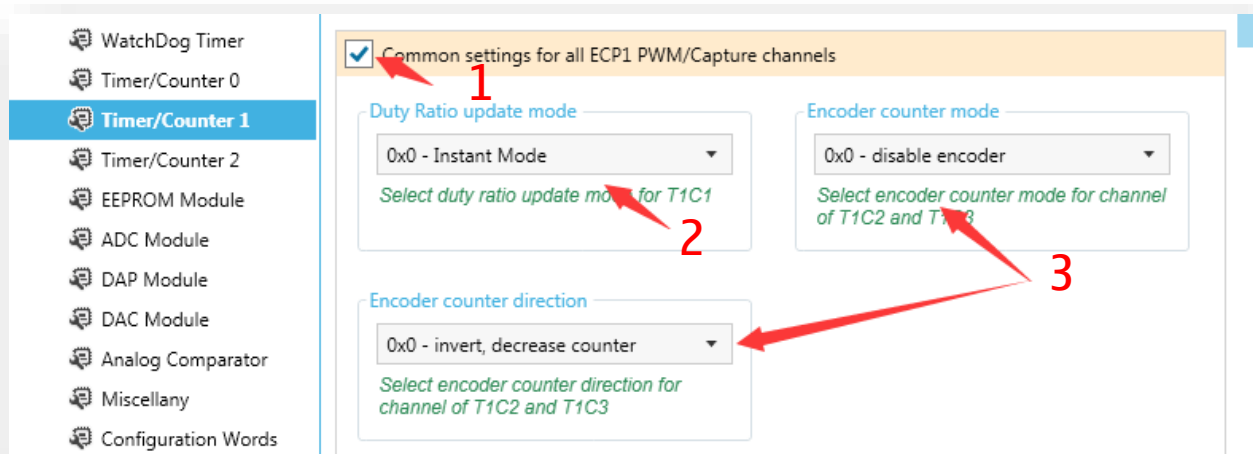 WatchDog Timer
Timer/Counter 0
Timer/Counter 1
Timer/Counter 2
EEPROM Module
ADC Module
DAP Module
DAC Module
Analog Comparator
Miscellany
Configuration Words
Common settings for all ECP1 PWM/Capture channels
1
Duty Ratio update mode
0x0 - Instant Mode
Select duty ratio update mode for T1C1
2
Encoder counter mode
0x0 - disable encoder
Select encoder counter mode for channel
of T1C2 and T1C3
3
Encoder counter direction
0x0 - invert, decrease counter
Select encoder counter direction for
channel of T1C2 and T1C3